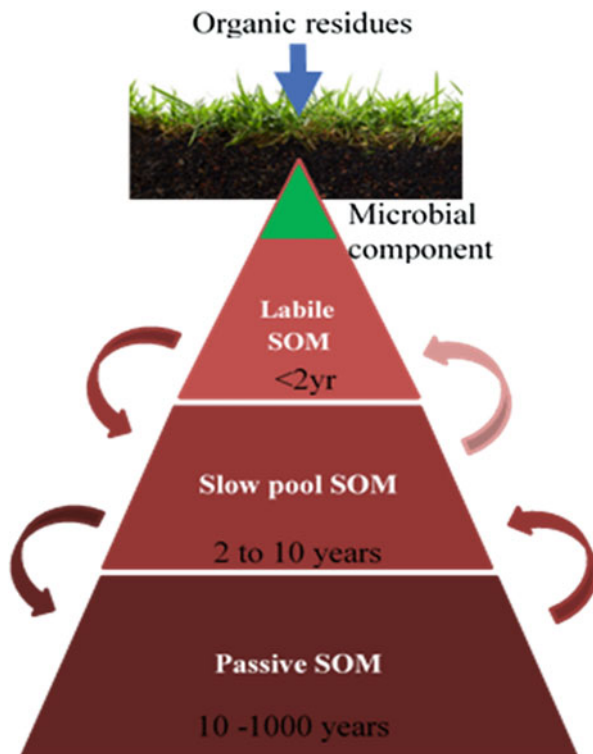 Organic residues
Microbial
component
Labile
SOM
<2yr
Slow pool SOM
2 to 10 years
Passive SOM
10 -1000 years